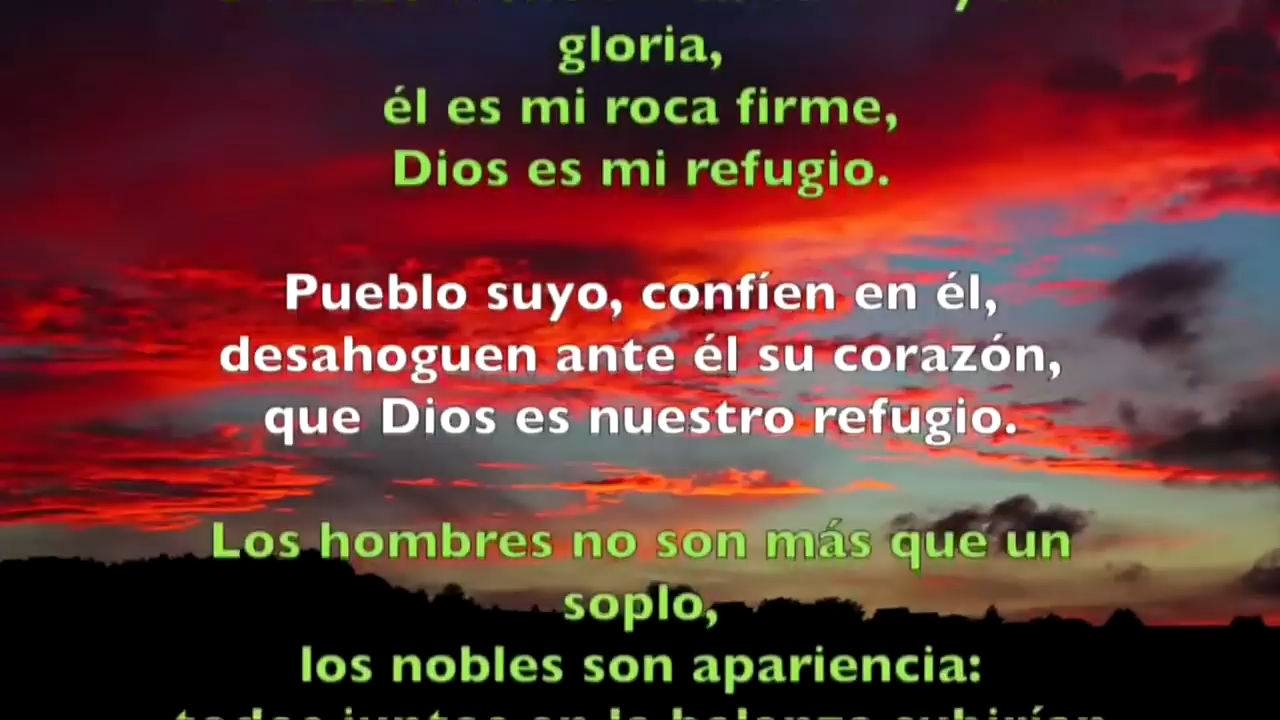 gloria,
él es mi roca firme,
Dios es mi refugio.
Pueblo suyo, confíen en él,
desahoguen ante él su corazón,
que Dios es nuestro refugio.
Los hombres no son más que un
soplo,
los nobles son apariencia: